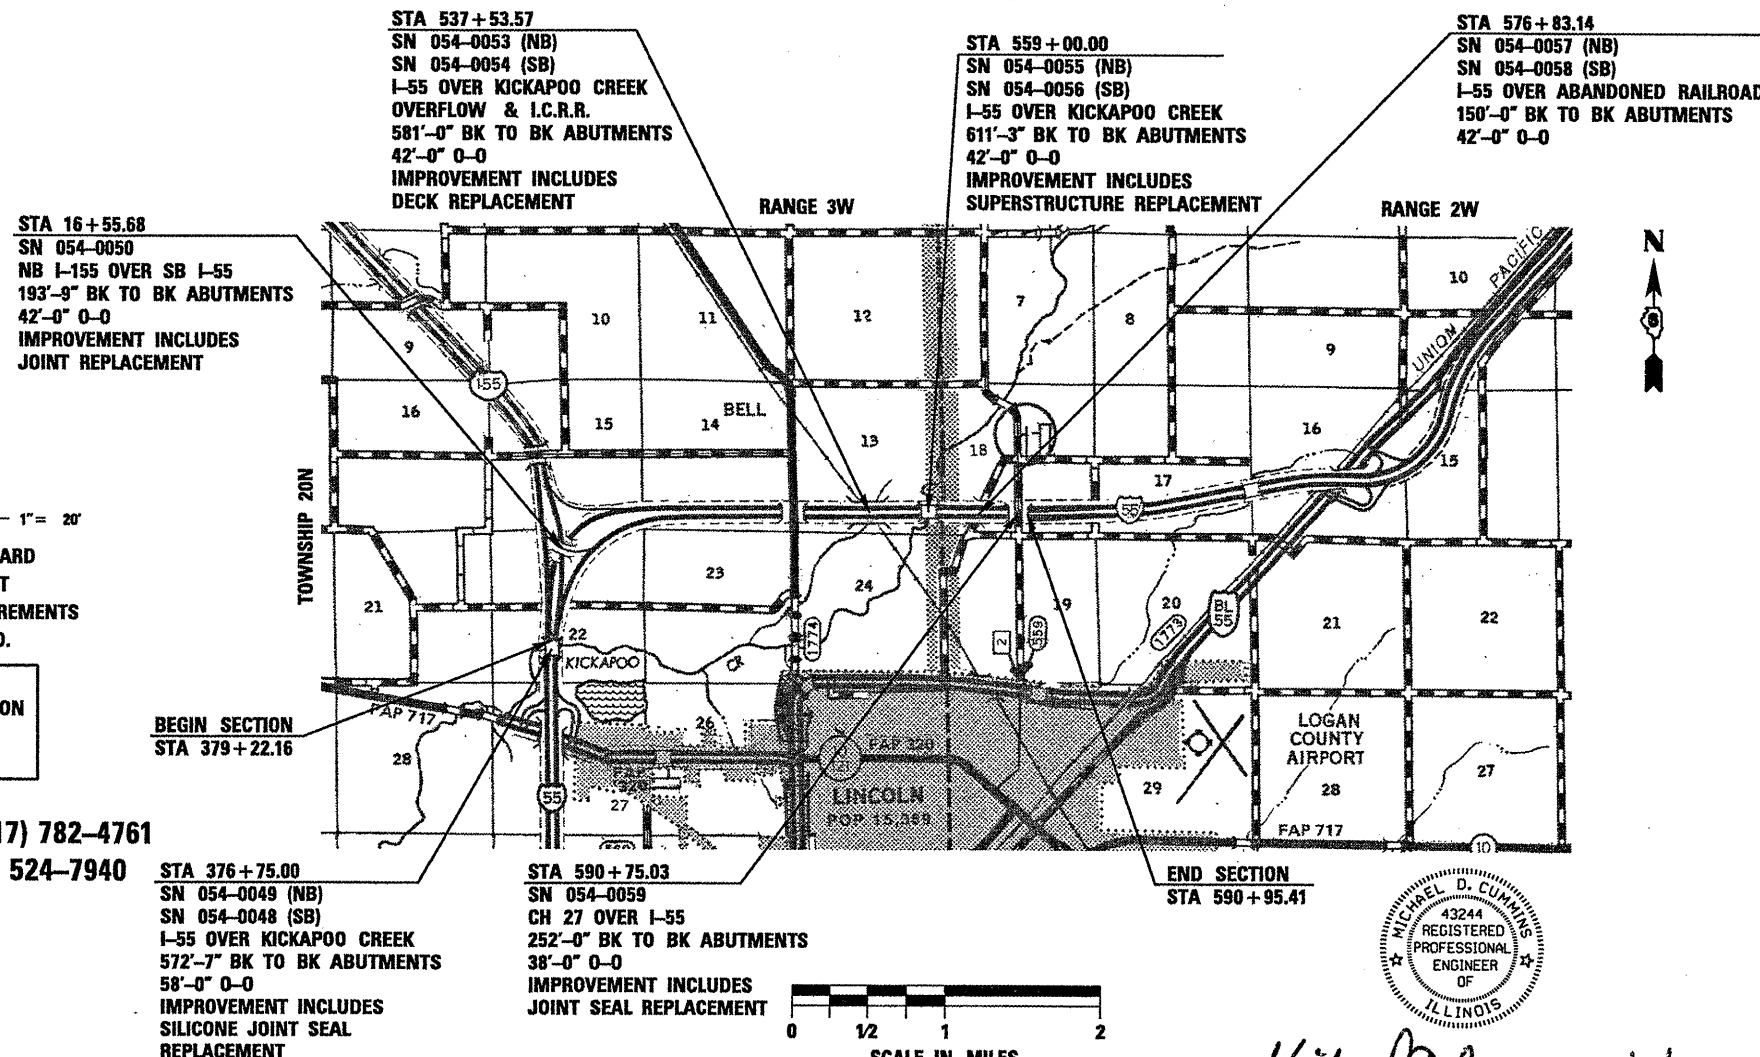 STA 537+53.57
SN 054-0053 (NB)
SN 054-0054 (SB)
I-55 OVER KICKAPOO CREEK
OVERFLOW & I.C.R.R.
581'-0" BK TO BK ABUTMENTS
42'-0" O-O
IMPROVEMENT INCLUDES
DECK REPLACEMENT
STA 559+00.00
SN 054-0055 (NB)
SN 054-0056 (SB)
I-55 OVER KICKAPOO CREEK
611'-3" BK TO BK ABUTMENTS
42'-0" O-O
IMPROVEMENT INCLUDES
SUPERSTRUCTURE REPLACEMENT
STA 576+83.14
SN 054-0057 (NB)
SN 054-0058 (SB)
I-55 OVER ABANDONED RAILROAD
150'-0" BK TO BK ABUTMENTS
42'-0" O-O
STA 16+55.68
SN 054-0050
NB I-155 OVER SB I-55
193'-9" BK TO BK ABUTMENTS
42'-0" O-O
IMPROVEMENT INCLUDES
JOINT REPLACEMENT
RANGE 3W
RANGE 2W
N
TOWNSHIP 20N
10
11
12
7
8
9
10
PACIFIC
UNION
9
16
155
15
14
BELL
13
18
17
16
15
55
21
22
23
24
19
20
21
22
KICKAPOO
CR
1774
2
559
1773
BL
55
FAP 717
28
26
27
55
FAP 320
LINCOLN
POP 15,369
29
LOGAN
COUNTY
AIRPORT
28
27
FAP 717
10
1"= 20'
ARD
T
REMENTS
O.
ON
17) 782-4761
524-7940
BEGIN SECTION
STA 379+22.16
STA 376+75.00
SN 054-0049 (NB)
SN 054-0048 (SB)
I-55 OVER KICKAPOO CREEK
572'-7" BK TO BK ABUTMENTS
58'-0" O-O
IMPROVEMENT INCLUDES
SILICONE JOINT SEAL
REPLACEMENT
STA 590+75.03
SN 054-0059
CH 27 OVER I-55
252'-0" BK TO BK ABUTMENTS
38'-0" O-O
IMPROVEMENT INCLUDES
JOINT SEAL REPLACEMENT
END SECTION
STA 590+95.41
0 1/2 1 2
SCALE IN MILES
MICHAEL D. CUMMINS
43244
REGISTERED
PROFESSIONAL
ENGINEER
OF
ILLINOIS